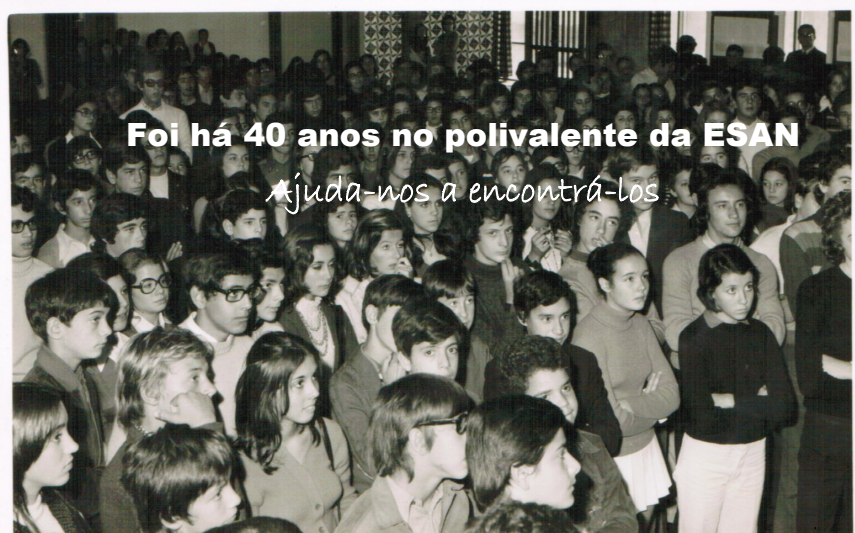 Foi há 40 anos no polivalente da ESAN
Ajuda-nos a encontrá-los